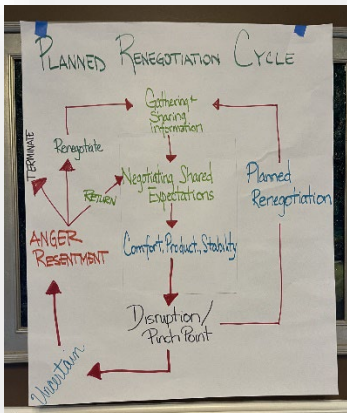 PLANNED RENEGOTIATION CYCLE
Gathering +
Sharing
Information
TERMINATE
Renegotiate
RETURN
Negotiating Shared
Expectations
Planned
Renegotiation
ANGER
RESENTMENT
Comfort, Product, Stability
Disruption/
Pinch Point
Uncertain